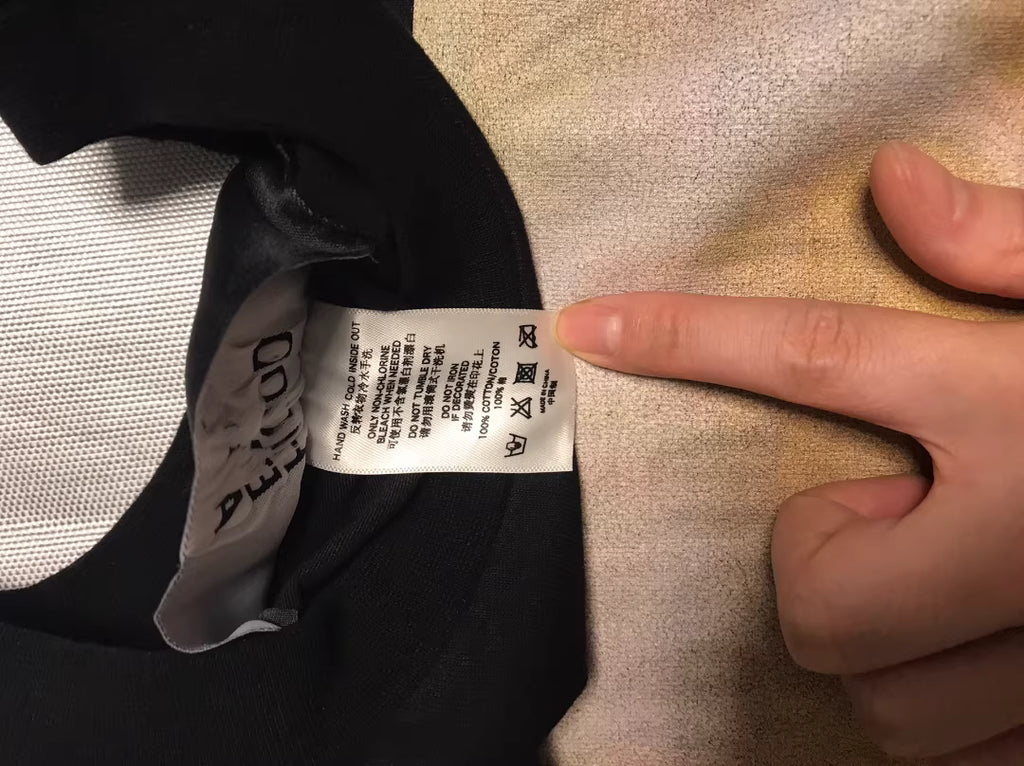 HAND WASH COLD INSIDE OUT
反转衣物冷水手洗
ONLY NON-CHLORINE
BLEACH WHEN NEEDED
可使用不含氯漂白剂漂白
DO NOT TUMBLE DRY
请勿用滚筒式干洗机
DO NOT IRON
IF DECORATED
请勿熨烫在印花上
100% COTTON/COTTON
100% 棉
MADE IN CHINA
中国制